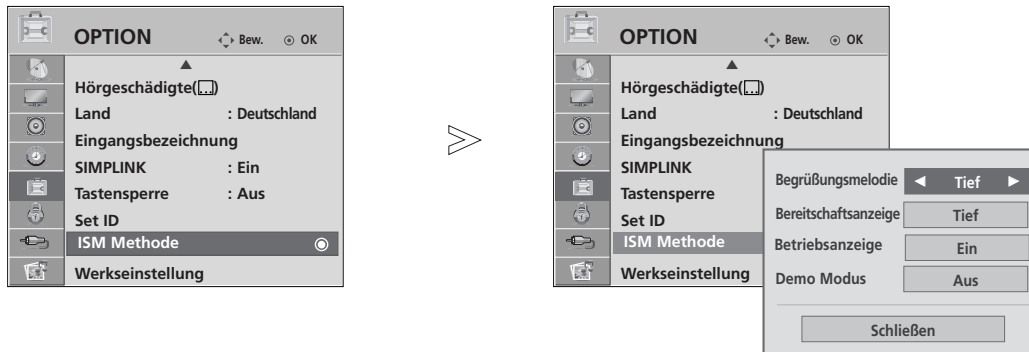 OPTION Bew. OK
Hörgeschädigte( )
Land : Deutschland
Eingangsbezeichnung
SIMPLINK : Ein
Tastensperre : Aus
Set ID
ISM Methode
Werkseinstellung
OPTION Bew. OK
Hörgeschädigte( )
Land : Deutschland
Eingangsbezeichnung
SIMPLINK
Tastensperre
Set ID
ISM Methode
Werkseinstellung
Begrüßungsmelodie Tief
Bereitschaftsanzeige Tief
Betriebsanzeige Ein
Demo Modus Aus
Schließen